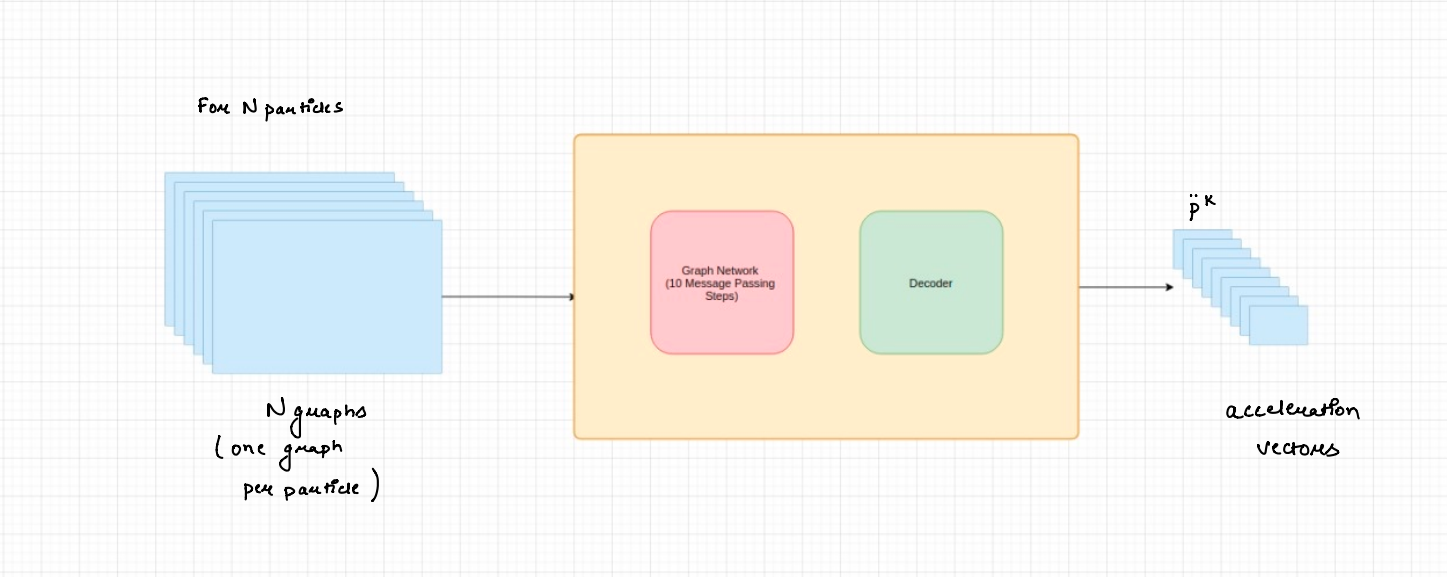 For N particles
N graphs
(one graph
per particle)
Graph Network
(10 Message Passing
Steps)
Decoder
p̈ᴷ
acceleration
vectors